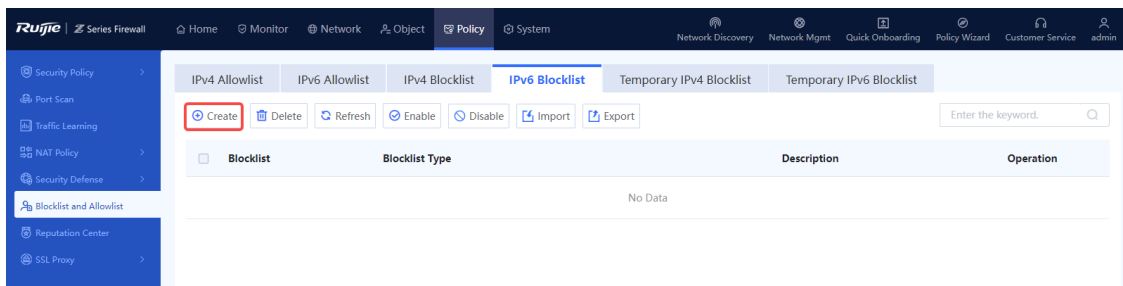 Ruijie | Z Series Firewall
Home Monitor Network Object Policy System
Network Discovery Network Mgmt Quick Onboarding Policy Wizard Customer Service admin
Security Policy
Port Scan
Traffic Learning
NAT Policy
Security Defense
Blocklist and Allowlist
Reputation Center
SSL Proxy
IPv4 Allowlist IPv6 Allowlist IPv4 Blocklist IPv6 Blocklist Temporary IPv4 Blocklist Temporary IPv6 Blocklist
Create Delete Refresh Enable Disable Import Export Enter the keyword.
Blocklist Blocklist Type Description Operation
No Data